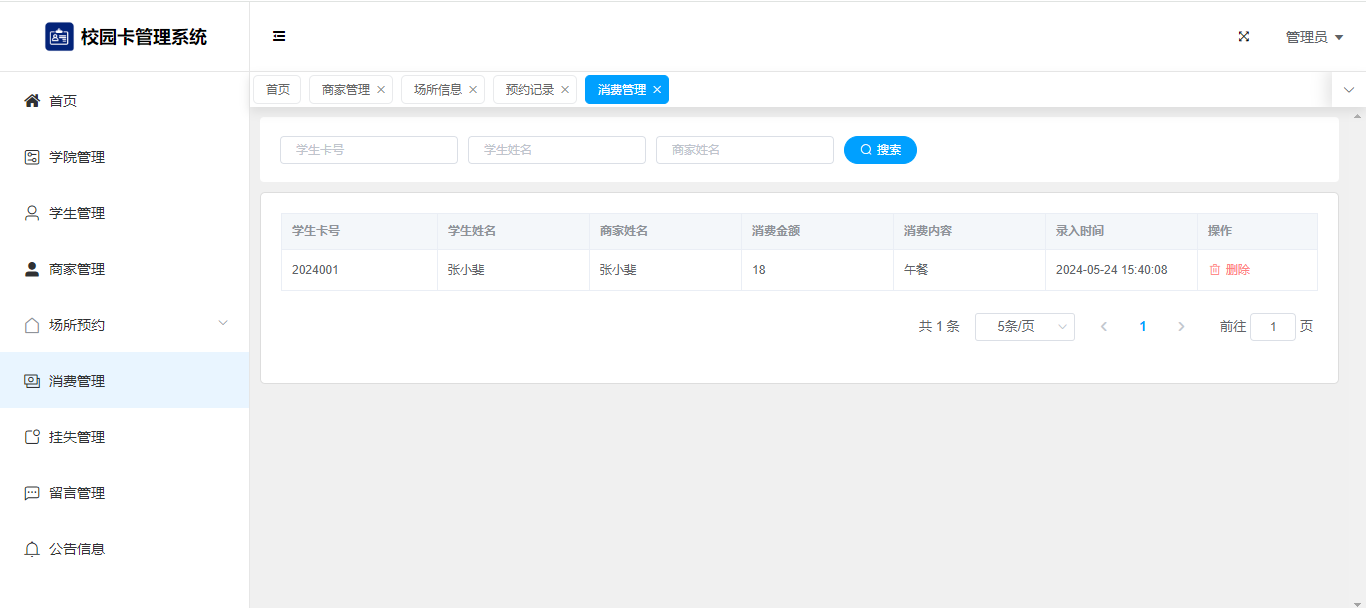 校园卡管理系统
管理员
首页
学院管理
学生管理
商家管理
场所预约
消费管理
挂失管理
留言管理
公告信息
首页 商家管理 场所信息 预约记录 消费管理
学生卡号 学生姓名 商家姓名 搜索
学生卡号 学生姓名 商家姓名 消费金额 消费内容 录入时间 操作
2024001 张小斐 张小斐 18 午餐 2024-05-24 15:40:08 删除
共 1 条 5条/页 1 前往 1 页